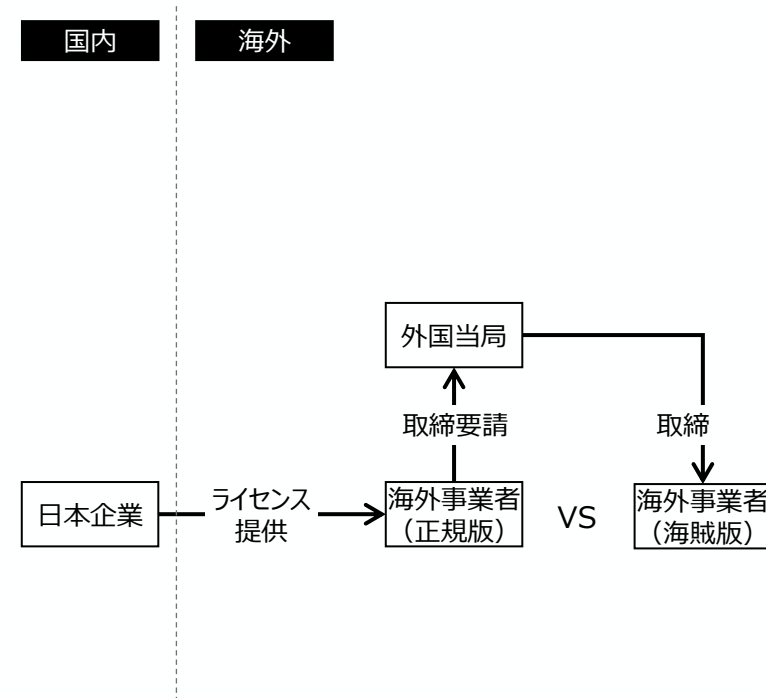 国内
海外
外国当局
取締要請
取締
日本企業
ライセンス
提供
海外事業者
（正規版）
VS
海外事業者
（海賊版）